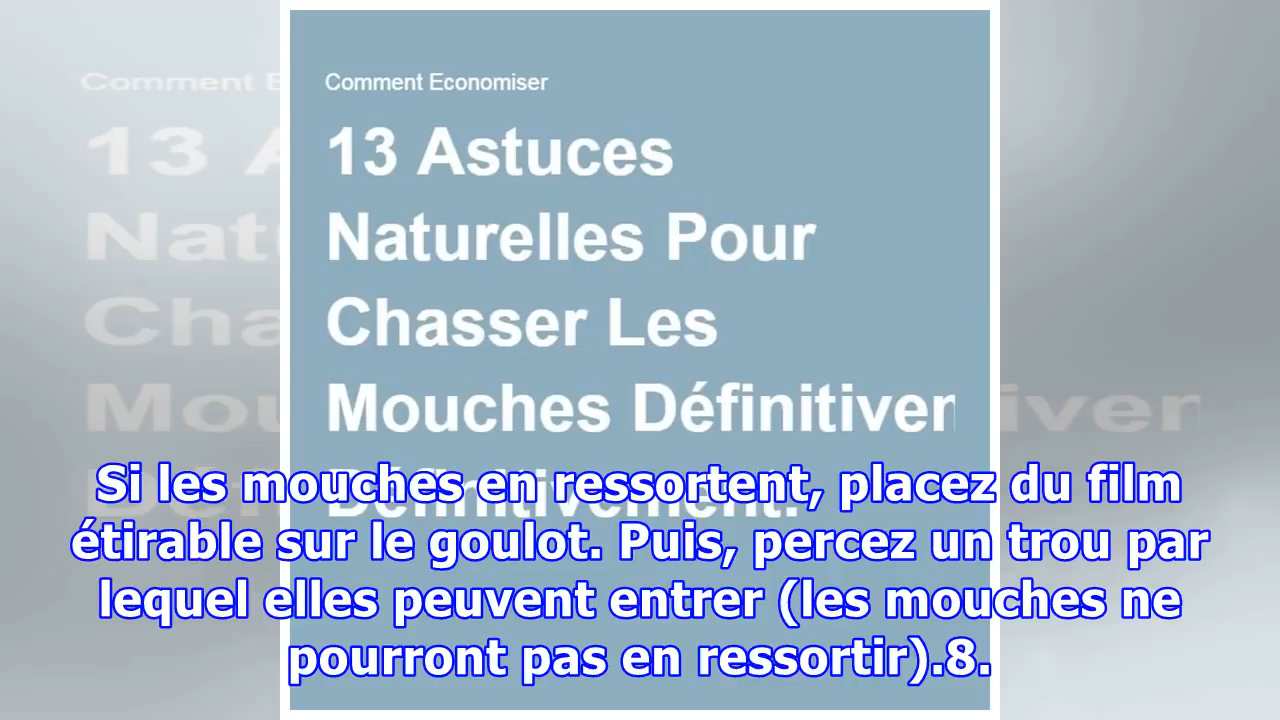 Comment Economiser
13 Astuces
Naturelles Pour
Chasser Les
Mouches Définitiver
Définitivement.
Si les mouches en ressortent, placez du film
étirable sur le goulot. Puis, percez un trou par
lequel elles peuvent entrer (les mouches ne
pourront pas en ressortir).8.